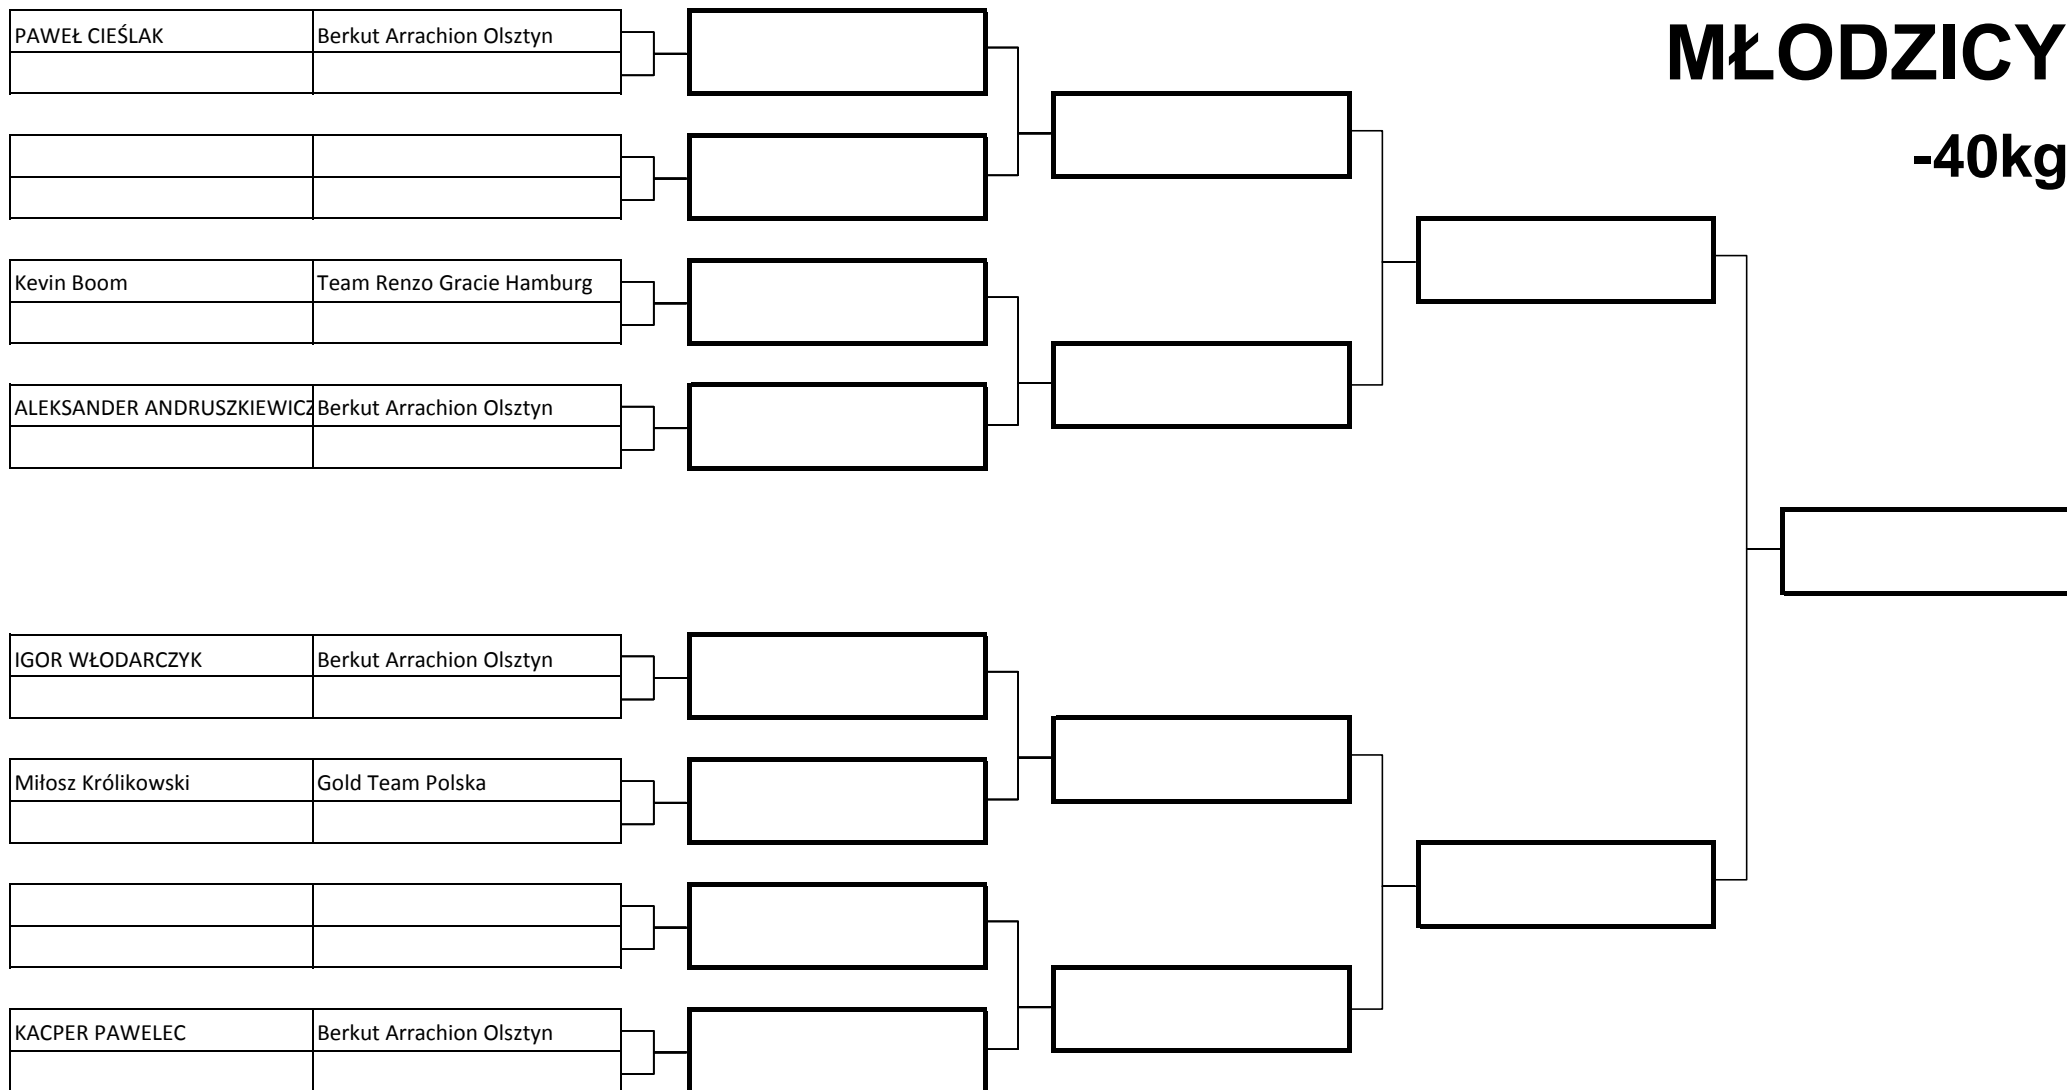 MŁODZICY
-40kg
PAWEŁ CIEŚLAK Berkut Arrachion Olsztyn
Kevin Boom Team Renzo Gracie Hamburg
ALEKSANDER ANDRUSZKIEWICZ Berkut Arrachion Olsztyn
IGOR WŁODARCZYK Berkut Arrachion Olsztyn
Miłosz Królikowski Gold Team Polska
KACPER PAWELEC Berkut Arrachion Olsztyn